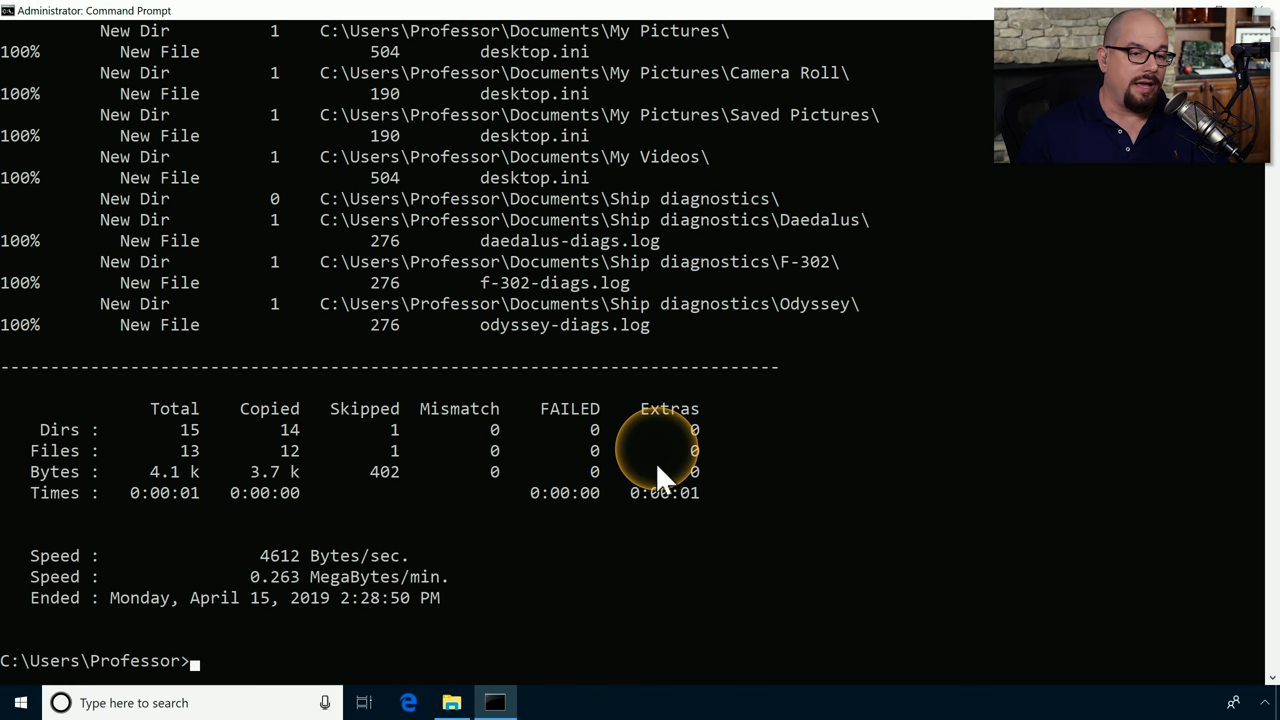 Administrator: Command Prompt
New Dir 1 C:\Users\Professor\Documents\My Pictures\
100% New File 504 desktop.ini
New Dir 1 C:\Users\Professor\Documents\My Pictures\Camera Roll\
100% New File 190 desktop.ini
New Dir 1 C:\Users\Professor\Documents\My Pictures\Saved Pictures\
100% New File 190 desktop.ini
New Dir 1 C:\Users\Professor\Documents\My Videos\
100% New File 504 desktop.ini
New Dir 0 C:\Users\Professor\Documents\Ship diagnostics\
New Dir 1 C:\Users\Professor\Documents\Ship diagnostics\Daedalus\
100% New File 276 daedalus-diags.log
New Dir 1 C:\Users\Professor\Documents\Ship diagnostics\F-302\
100% New File 276 f-302-diags.log
New Dir 1 C:\Users\Professor\Documents\Ship diagnostics\Odyssey\
100% New File 276 odyssey-diags.log
------------------------------------------------------------------------------
Total Copied Skipped Mismatch FAILED Extras
Dirs : 15 14 1 0 0 0
Files : 13 12 1 0 0 0
Bytes : 4.1 k 3.7 k 402 0 0 0
Times : 0:00:01 0:00:00 0:00:00 0:00:01
Speed : 4612 Bytes/sec.
Speed : 0.263 MegaBytes/min.
Ended : Monday, April 15, 2019 2:28:50 PM
C:\Users\Professor>
Type here to search